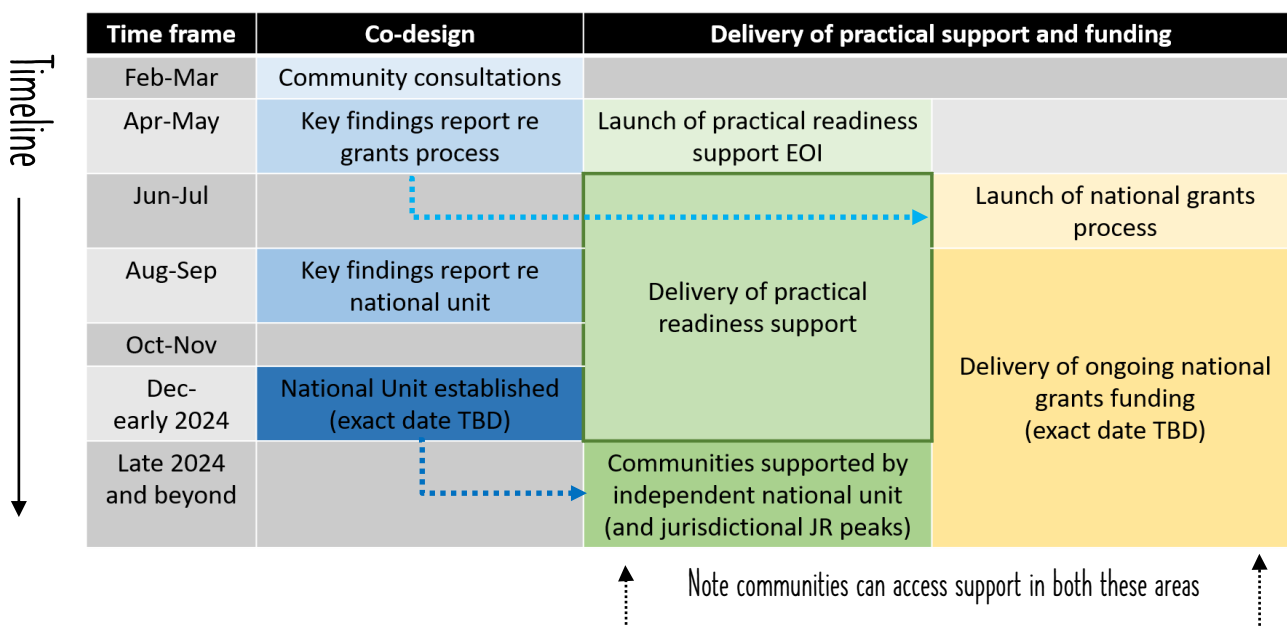 Timeline
Time frame
Co-design
Delivery of practical support and funding
Feb-Mar
Community consultations
Apr-May
Key findings report re
grants process
Launch of practical readiness
support EOI
Jun-Jul
Launch of national grants
process
Aug-Sep
Key findings report re
national unit
Delivery of practical
readiness support
Oct-Nov
Dec-
early 2024
National Unit established
(exact date TBD)
Delivery of ongoing national
grants funding
(exact date TBD)
Late 2024
and beyond
Communities supported by
independent national unit
(and jurisdictional JR peaks)
Note communities can access support in both these areas